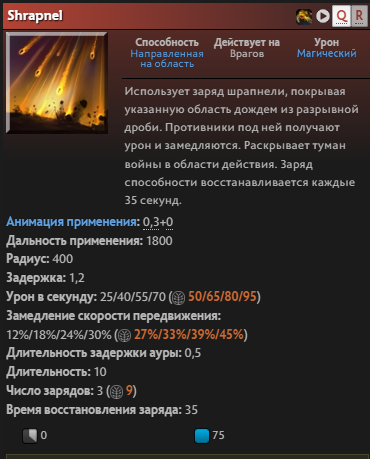 Shrapnel
Q R
Способность Действует на Урон
Направленная на область Врагов Магический
Использует заряд шрапнели, покрывая
указанную область дождем из разрывной
дроби. Противники под ней получают
урон и замедляются. Раскрывает туман
войны в области действия. Заряд
способности восстанавливается каждые
35 секунд.
Анимация применения: 0,3+0
Дальность применения: 1800
Радиус: 400
Задержка: 1,2
Урон в секунду: 25/40/55/70 (50/65/80/95)
Замедление скорости передвижения:
12%/18%/24%/30% (27%/33%/39%/45%)
Длительность задержки ауры: 0,5
Длительность: 10
Число зарядов: 3 (9)
Время восстановления заряда: 35
0 75